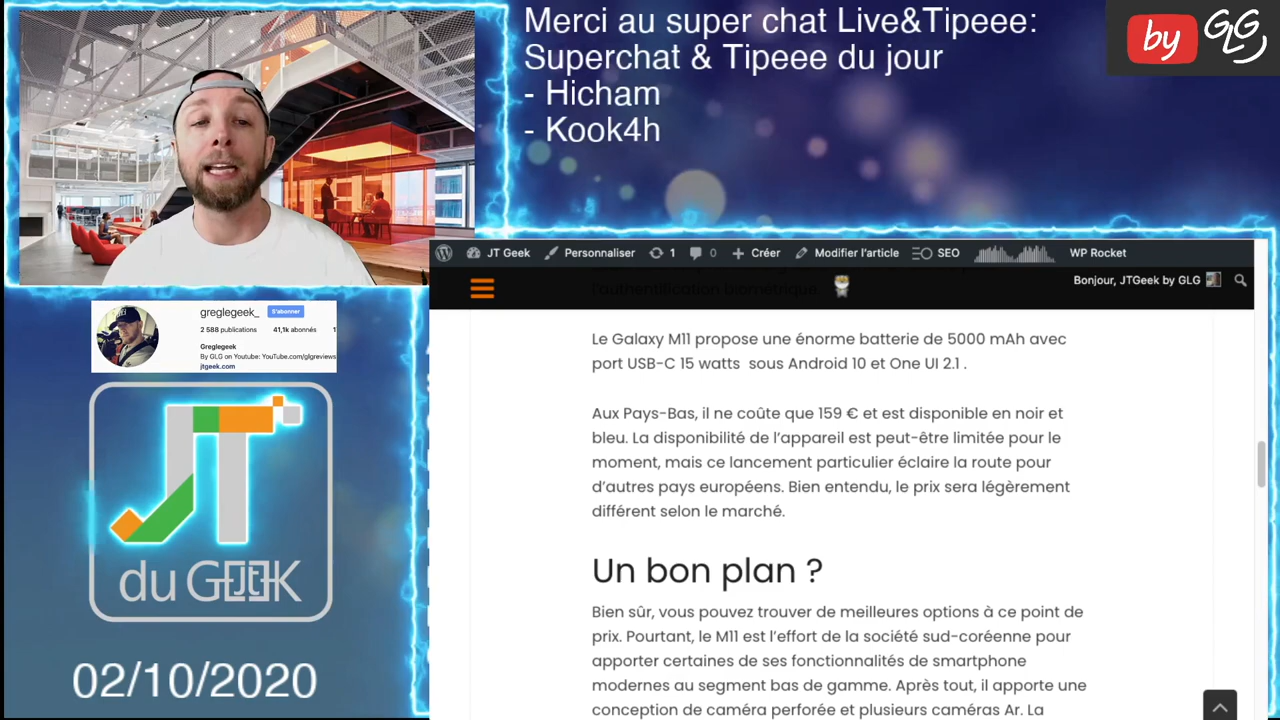 Merci au super chat Live&Tipeee:
Superchat & Tipeee du jour
- Hicham
- Kook4h
by GLG
greglegeek_ S'abonner
2 588 publications 41,1k abonnés 1
Greglegeek
By GLG on Youtube: YouTube.com/glgreviews
jtgeek.com
JT
du GEEK
02/10/2020
JT Geek Personnaliser 1 0 Créer Modifier l'article SEO WP Rocket
Bonjour, JTGeek by GLG
l'authentification biométrique
Le Galaxy M11 propose une énorme batterie de 5000 mAh avec
port USB-C 15 watts sous Android 10 et One UI 2.1 .
Aux Pays-Bas, il ne coûte que 159 € et est disponible en noir et
bleu. La disponibilité de l'appareil est peut-être limitée pour le
moment, mais ce lancement particulier éclaire la route pour
d'autres pays européens. Bien entendu, le prix sera légèrement
différent selon le marché.
Un bon plan ?
Bien sûr, vous pouvez trouver de meilleures options à ce point de
prix. Pourtant, le M11 est l'effort de la société sud-coréenne pour
apporter certaines de ses fonctionnalités de smartphone
modernes au segment bas de gamme. Après tout, il apporte une
conception de caméra perforée et plusieurs caméras Ar. La